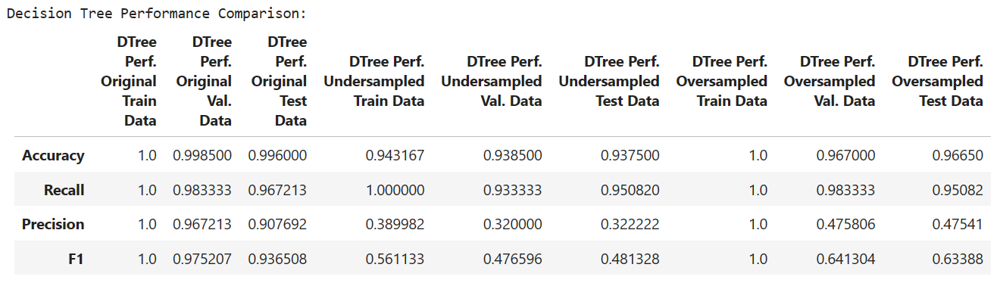 Decision Tree Performance Comparison:
DTree DTree DTree
Perf. Perf. Perf. DTree Perf. DTree Perf. DTree Perf. DTree Perf. DTree Perf. DTree Perf.
Original Original Original Undersampled Undersampled Undersampled Oversampled Oversampled Oversampled
Train Val. Test Train Data Val. Data Test Data Train Data Val. Data Test Data
Data Data Data
Accuracy 1.0 0.998500 0.996000 0.943167 0.938500 0.937500 1.0 0.967000 0.96650
Recall 1.0 0.983333 0.967213 1.000000 0.933333 0.950820 1.0 0.983333 0.95082
Precision 1.0 0.967213 0.907692 0.389982 0.320000 0.322222 1.0 0.475806 0.47541
F1 1.0 0.975207 0.936508 0.561133 0.476596 0.481328 1.0 0.641304 0.63388